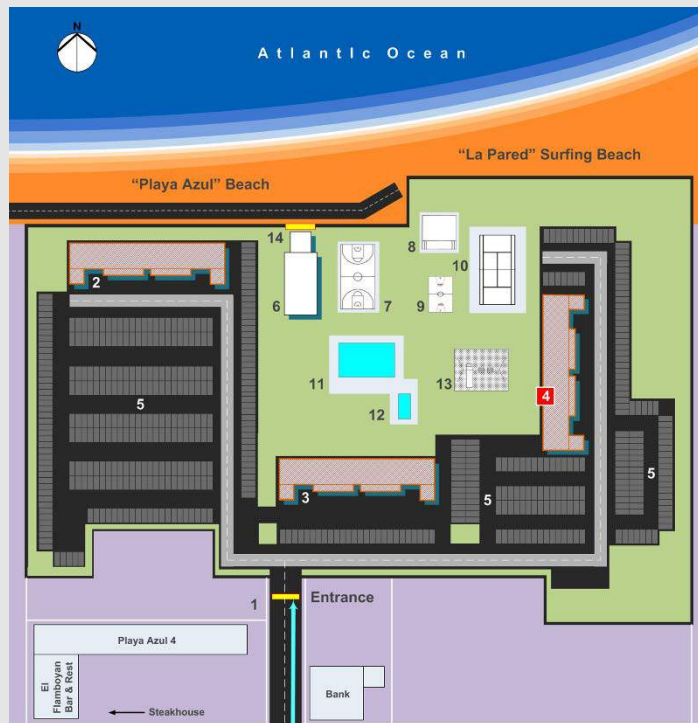 N
Atlantic Ocean
"La Pared" Surfing Beach
"Playa Azul" Beach
14
8
10
2
6
7
9
11
13
5
4
12
3
5
5
1
Entrance
Playa Azul 4
El
Flamboyan
Bar & Rest
Bank
Steakhouse